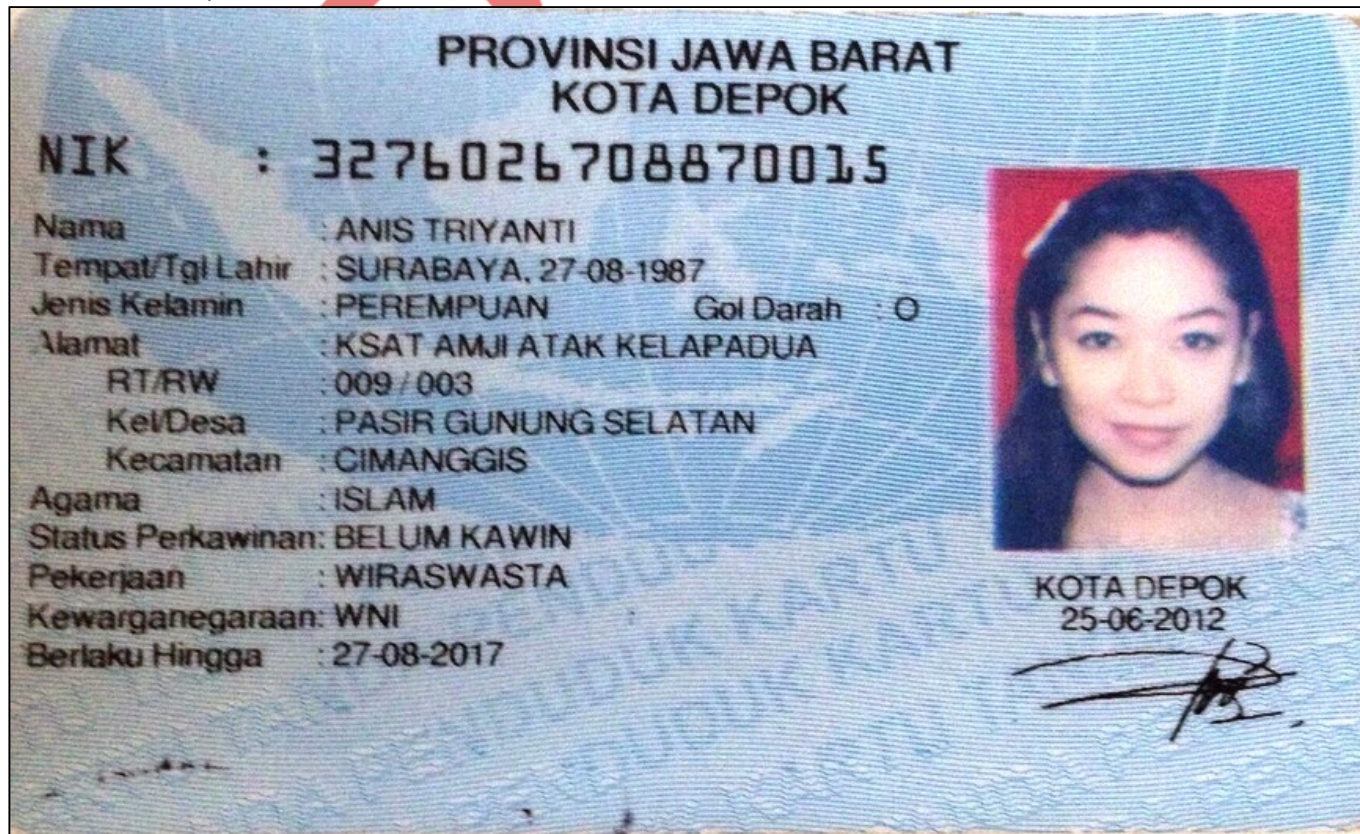 PROVINSI JAWA BARAT
KOTA DEPOK
NIK : 3276026708870015
Nama : ANIS TRIYANTI
Tempat/Tgl Lahir : SURABAYA, 27-08-1987
Jenis Kelamin : PEREMPUAN Gol Darah : O
Alamat : KSAT AMJI ATAK KELAPADUA
RT/RW : 009 / 003
Kel/Desa : PASIR GUNUNG SELATAN
Kecamatan : CIMANGGIS
Agama : ISLAM
Status Perkawinan: BELUM KAWIN
Pekerjaan : WIRASWASTA
Kewarganegaraan: WNI
Berlaku Hingga : 27-08-2017
KOTA DEPOK
25-06-2012